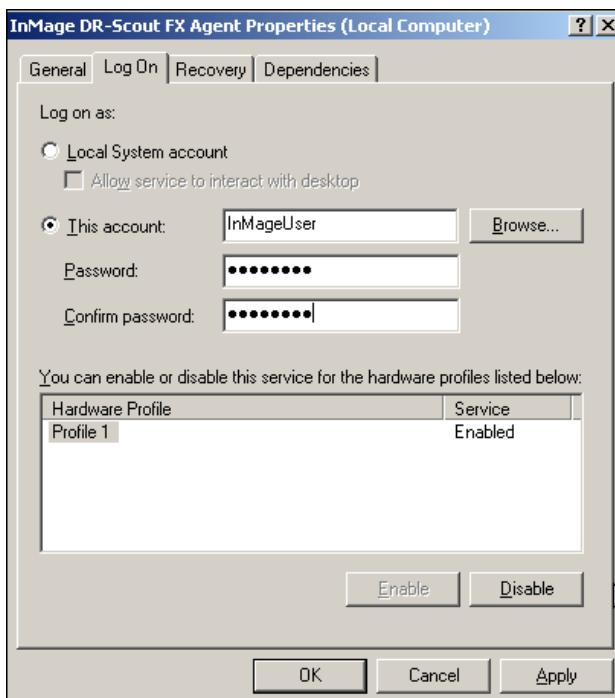 InMage DR-Scout FX Agent Properties (Local Computer)
General Log On Recovery Dependencies
Log on as:
Local System account
Allow service to interact with desktop
This account: InMageUser Browse...
Password: ●●●●●●●●
Confirm password: ●●●●●●●●
You can enable or disable this service for the hardware profiles listed below:
Hardware Profile Service
Profile 1 Enabled
Enable Disable
OK Cancel Apply